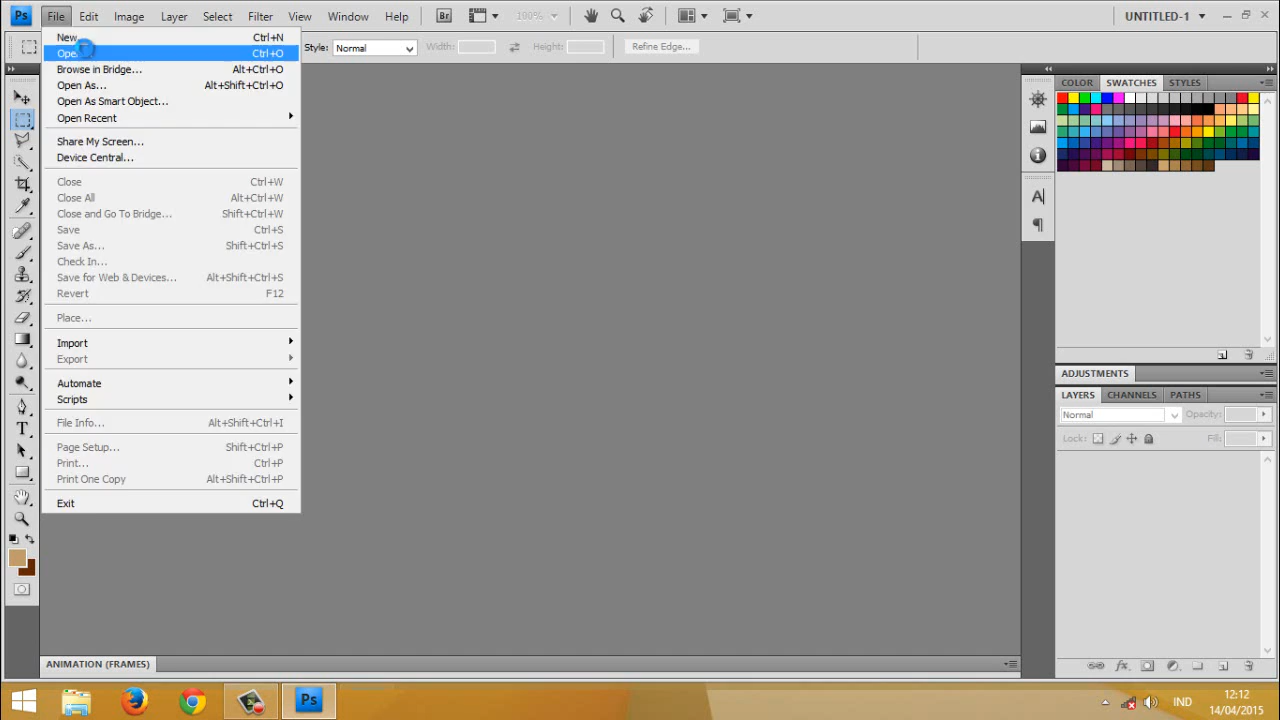 Ps File Edit Image Layer Select Filter View Window Help Br 100% UNTITLED-1
Style: Normal Width: Height: Refine Edge...
New... Ctrl+N
Ope Ctrl+O
Browse in Bridge... Alt+Ctrl+O
Open As... Alt+Shift+Ctrl+O
Open As Smart Object...
Open Recent
Share My Screen...
Device Central...
Close Ctrl+W
Close All Alt+Ctrl+W
Close and Go To Bridge... Shift+Ctrl+W
Save Ctrl+S
Save As... Shift+Ctrl+S
Check In...
Save for Web & Devices... Alt+Shift+Ctrl+S
Revert F12
Place...
Import
Export
Automate
Scripts
File Info... Alt+Shift+Ctrl+I
Page Setup... Shift+Ctrl+P
Print... Ctrl+P
Print One Copy Alt+Shift+Ctrl+P
Exit Ctrl+Q
COLOR SWATCHES STYLES
ADJUSTMENTS
LAYERS CHANNELS PATHS
Normal Opacity:
Lock: Fill:
ANIMATION (FRAMES)
Ps
IND
12:12
14/04/2015